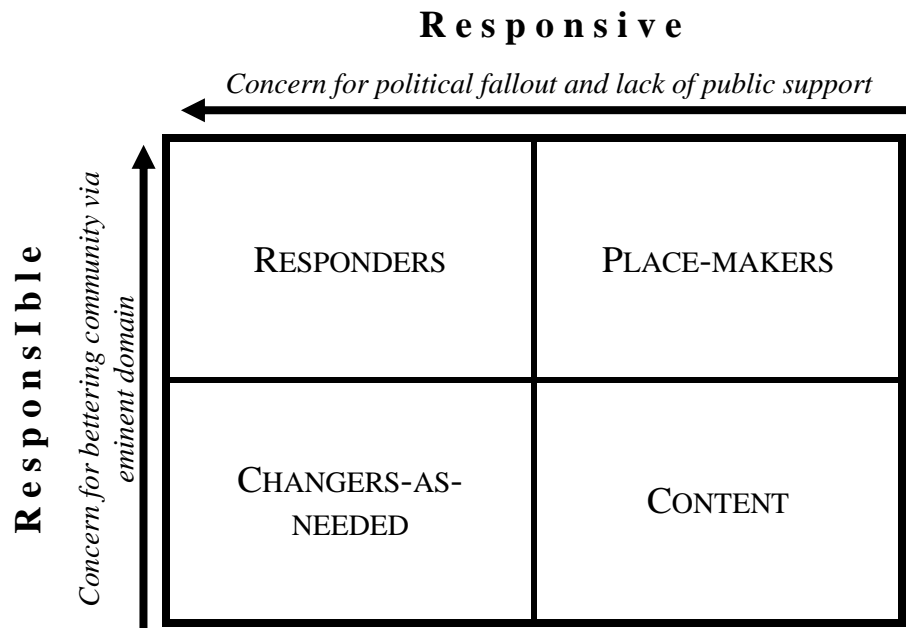 Responsive
Concern for political fallout and lack of public support
ResponsIble
Concern for bettering community via
eminent domain
RESPONDERS
PLACE-MAKERS
CHANGERS-AS-
NEEDED
CONTENT